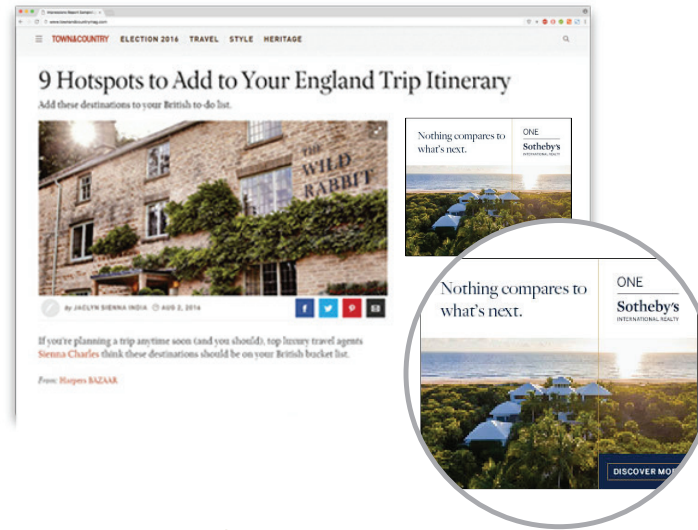 www.townandcountrymag.com
TOWN&COUNTRY ELECTION 2016 TRAVEL STYLE HERITAGE
9 Hotspots to Add to Your England Trip Itinerary
Add these destinations to your British to-do list.
THE
WILD
RABBIT
by JACLYN SIENNA INDIA AUG 2, 2016
If you're planning a trip anytime soon (and you should), top luxury travel agents
Sienna Charles think these destinations should be on your British bucket list.
From: Harpers BAZAAR
Nothing compares to
what's next.
ONE
Sotheby's
INTERNATIONAL REALTY
Nothing compares to
what's next.
ONE
Sotheby's
INTERNATIONAL REALTY
DISCOVER MOR